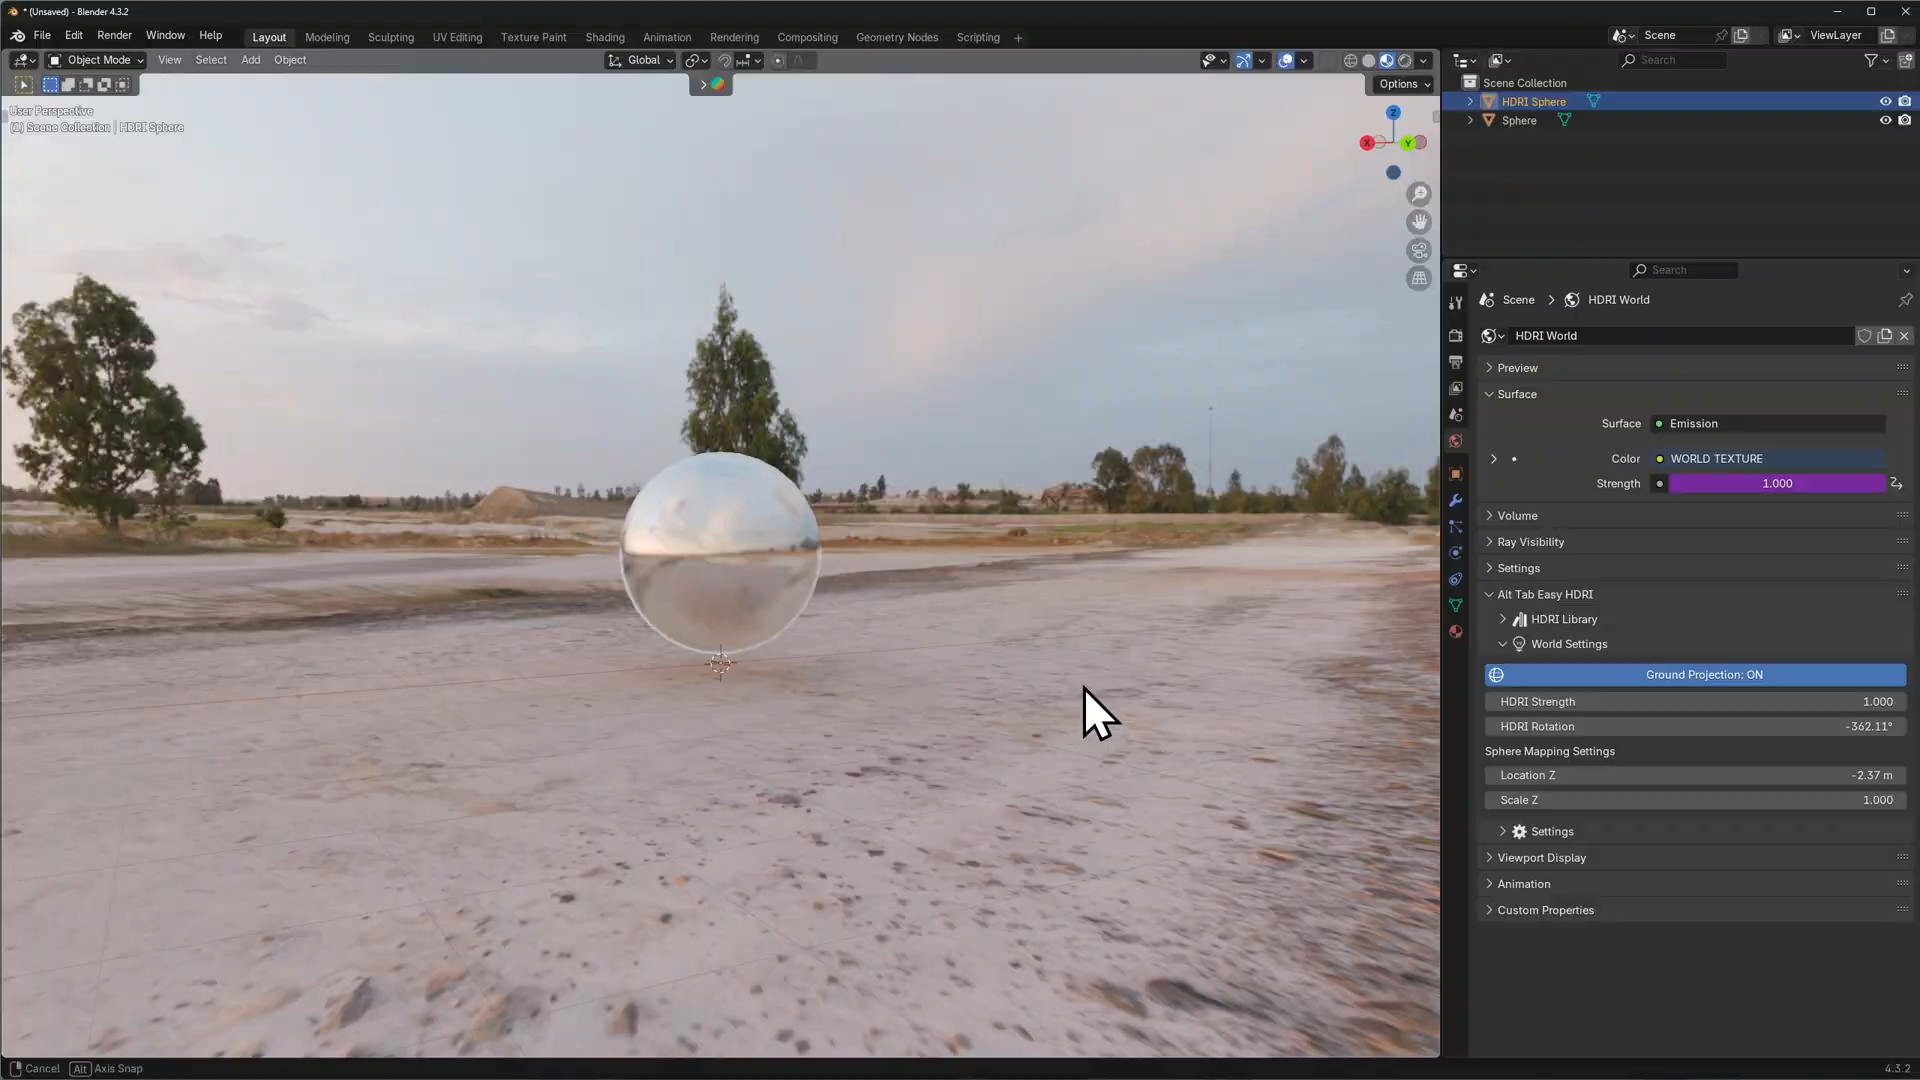 * (Unsaved) - Blender 4.3.2
File Edit Render Window Help Layout Modeling Sculpting UV Editing Texture Paint Shading Animation Rendering Compositing Geometry Nodes Scripting + Scene ViewLayer
Object Mode View Select Add Object Global Search
Options
Scene Collection
HDRI Sphere
Sphere
User Perspective
(1) Scene Collection | HDRI Sphere
Z
X
Y
Search
Scene > HDRI World
HDRI World
Preview
Surface
Surface Emission
Color WORLD TEXTURE
Strength 1.000
Volume
Ray Visibility
Settings
Alt Tab Easy HDRI
HDRI Library
World Settings
Ground Projection: ON
HDRI Strength 1.000
HDRI Rotation -362.11°
Sphere Mapping Settings
Location Z -2.37 m
Scale Z 1.000
Settings
Viewport Display
Animation
Custom Properties
Cancel Alt Axis Snap 4.3.2